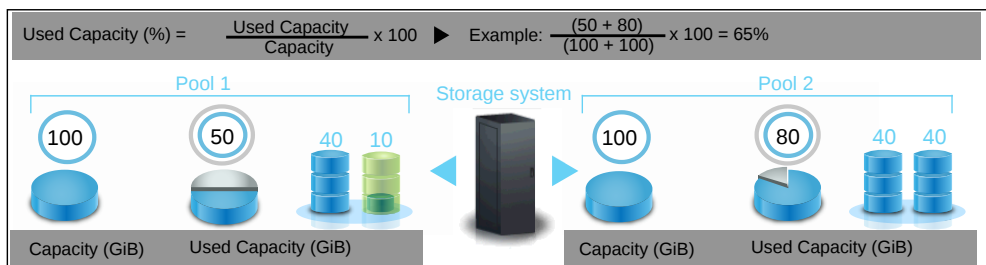 Used Capacity (%) = Used Capacity / Capacity x 100 Example: (50 + 80) / (100 + 100) x 100 = 65%
Pool 1 Storage system Pool 2
100 50 40 10 100 80 40 40
Capacity (GiB) Used Capacity (GiB) Capacity (GiB) Used Capacity (GiB)